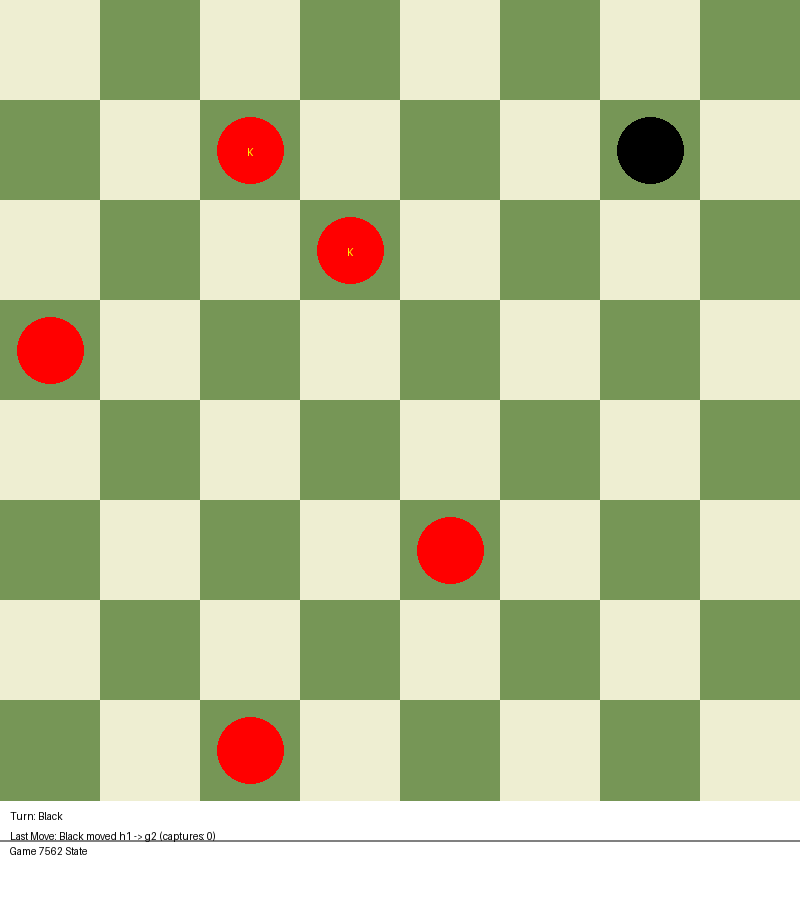 K
K
Turn: Black
Last Move: Black moved h1 -> g2 (captures: 0)
Game 7562 State